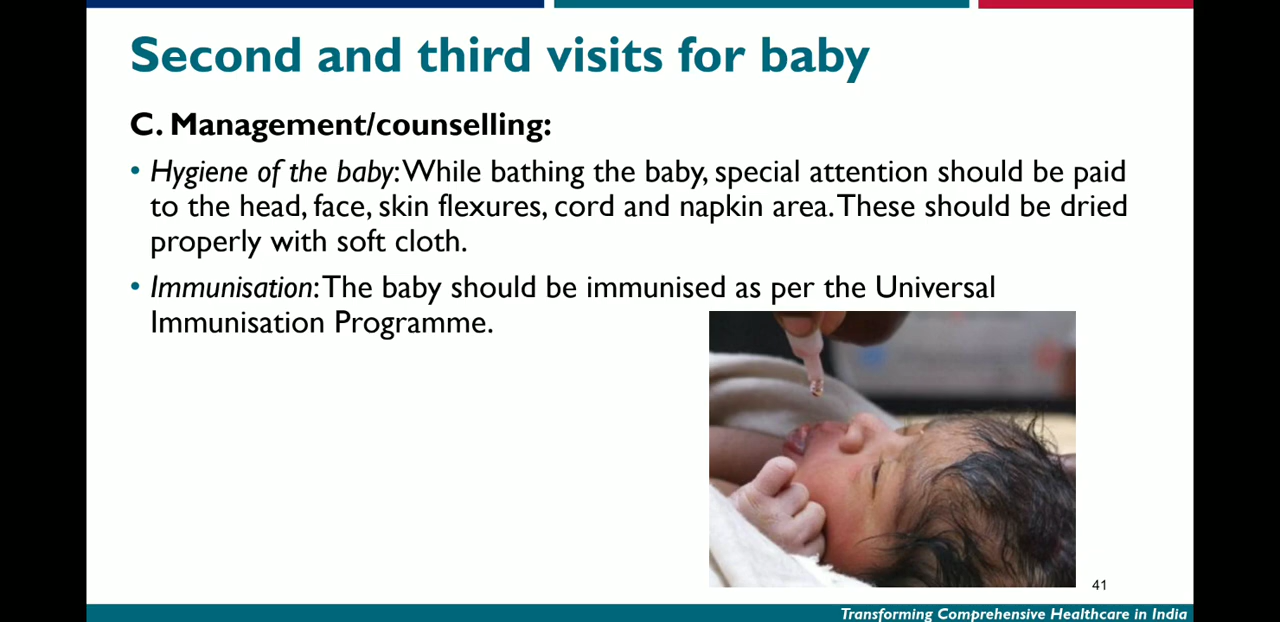 Second and third visits for baby
C. Management/counselling:
• Hygiene of the baby: While bathing the baby, special attention should be paid
to the head, face, skin flexures, cord and napkin area. These should be dried
properly with soft cloth.
• Immunisation: The baby should be immunised as per the Universal
Immunisation Programme.
41
Transforming Comprehensive Healthcare in India